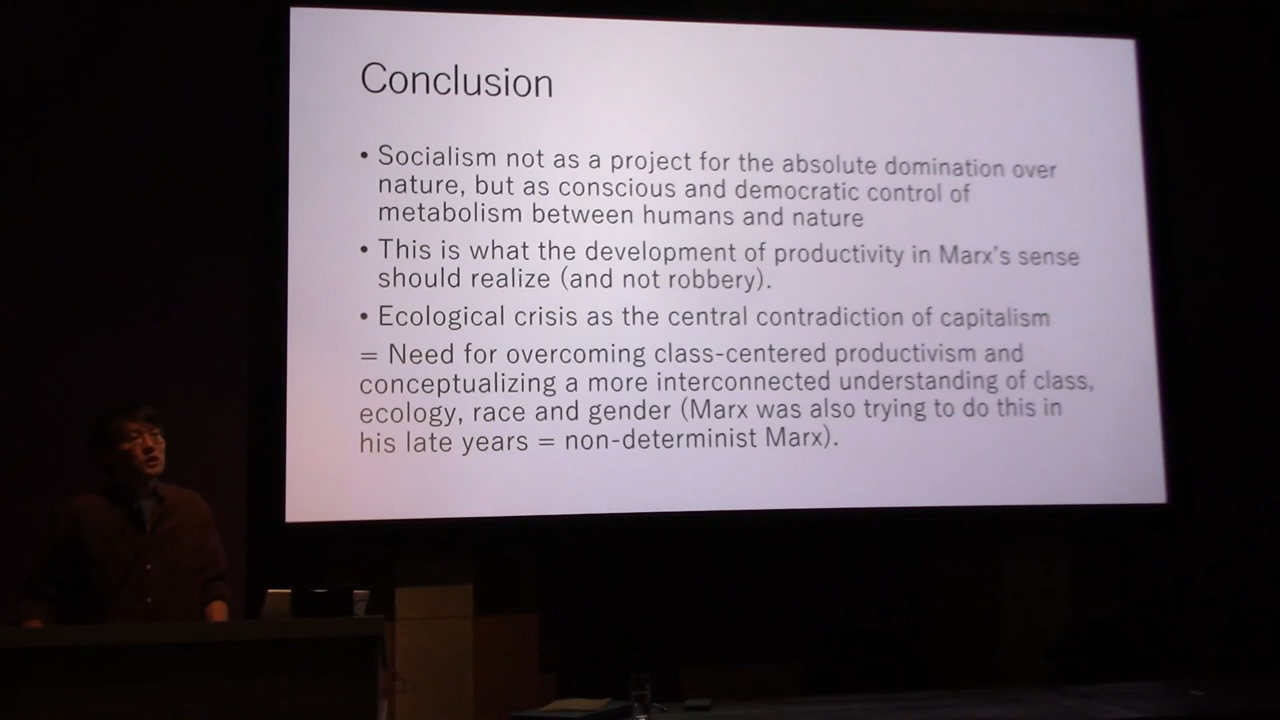 Conclusion
• Socialism not as a project for the absolute domination over
nature, but as conscious and democratic control of
metabolism between humans and nature
• This is what the development of productivity in Marx's sense
should realize (and not robbery).
• Ecological crisis as the central contradiction of capitalism
= Need for overcoming class-centered productivism and
conceptualizing a more interconnected understanding of class,
ecology, race and gender (Marx was also trying to do this in
his late years = non-determinist Marx).